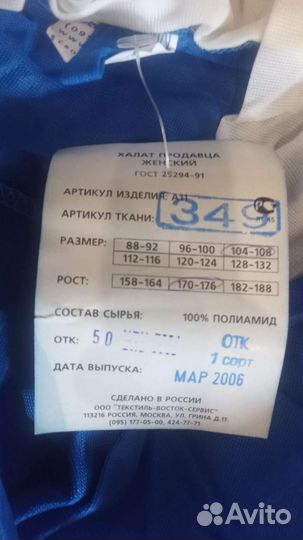 ХАЛАТ ПРОДАВЦА
ЖЕНСКИЙ
ГОСТ 25294-91
АРТИКУЛ ИЗДЕЛИЯ: А31
АРТИКУЛ ТКАНИ: 349
РАЗМЕР: 88-92 96-100 104-108
112-116 120-124 128-132
РОСТ: 158-164 170-176 182-188
СОСТАВ СЫРЬЯ: 100% ПОЛИАМИД
ОТК: 50 ОТК
1 сорт
ДАТА ВЫПУСКА: МАР 2006
СДЕЛАНО В РОССИИ
ООО "ТЕКСТИЛЬ-ВОСТОК-СЕРВИС"
113216 РОССИЯ, МОСКВА, УЛ. ГРИНА Д.11
(095) 177-05-00, 424-77-71
Avito